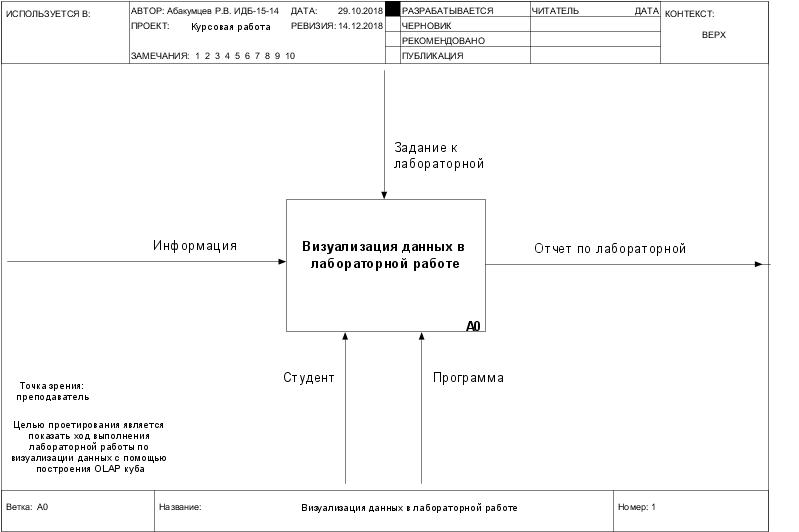 ИСПОЛЬЗУЕТСЯ В:
АВТОР: Абакумцев Р.В. ИДБ-15-14 ДАТА: 29.10.2018
ПРОЕКТ: Курсовая работа РЕВИЗИЯ: 14.12.2018
ЗАМЕЧАНИЯ: 1 2 3 4 5 6 7 8 9 10
РАЗРАБАТЫВАЕТСЯ
ЧЕРНОВИК
РЕКОМЕНДОВАНО
ПУБЛИКАЦИЯ
ЧИТАТЕЛЬ ДАТА
КОНТЕКСТ:
ВЕРХ
Задание к
лабораторной
Информация
Визуализация данных в
лабораторной работе
A0
Отчет по лабораторной
Студент
Программа
Точка зрения:
преподаватель
Целью проетирования является
показать ход выполнения
лабораторной работы по
визуализации данных с помощью
построения OLAP куба
Ветка: A0
Название: Визуализация данных в лабораторной работе
Номер: 1